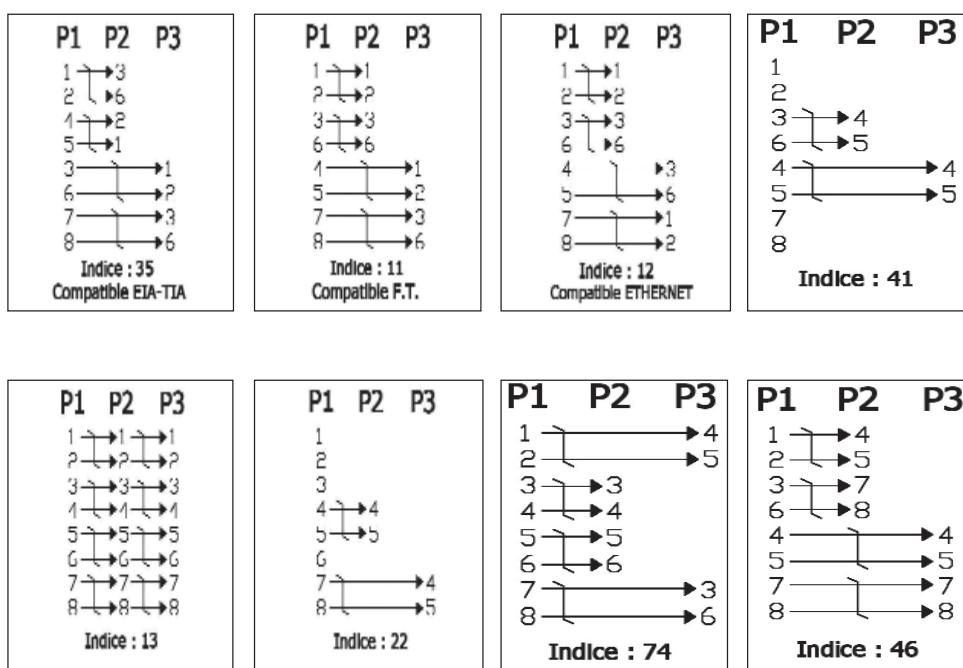 P1 P2 P3
1 3
2 6
4 2
5 1
3 1
6 2
7 3
8 6
Indice : 35
Compatible EIA-TIA
P1 P2 P3
1 1
2 2
3 3
6 6
4 1
5 2
7 3
8 6
Indice : 11
Compatible F.T.
P1 P2 P3
1 1
2 2
3 3
6 6
4 3
5 6
7 1
8 2
Indice : 12
Compatible ETHERNET
P1 P2 P3
1
2
3 4
6 5
4 4
5 5
7
8
Indice : 41
P1 P2 P3
1 1 1
2 2 2
3 3 3
4 4 4
5 5 5
6 6 6
7 7 7
8 8 8
Indice : 13
P1 P2 P3
1
2
3
4 4
5 5
6
7 4
8 5
Indice : 22
P1 P2 P3
1 4
2 5
3 3
4 4
5 5
6 6
7 3
8 6
Indice : 74
P1 P2 P3
1 4
2 5
3 7
6 8
4 4
5 5
7 7
8 8
Indice : 46